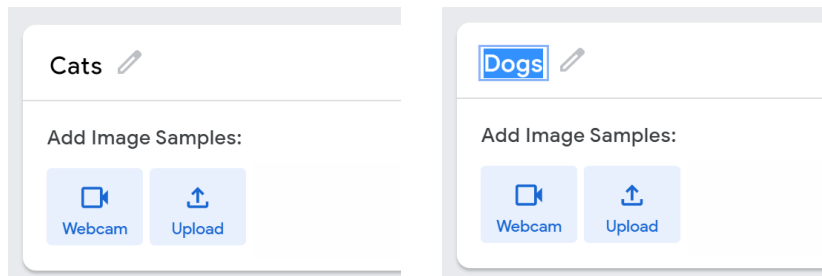 Cats
Add Image Samples:
Webcam
Upload
Dogs
Add Image Samples:
Webcam
Upload